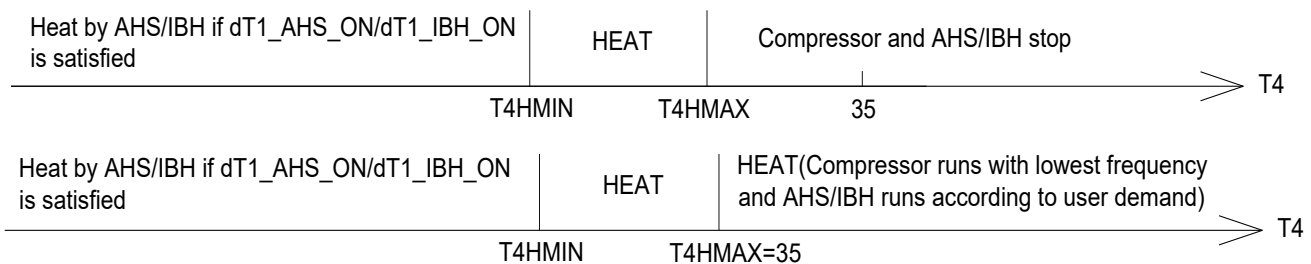 Heat by AHS/IBH if dT1_AHS_ON/dT1_IBH_ON
is satisfied
HEAT
Compressor and AHS/IBH stop
T4
T4HMIN
T4HMAX
35
Heat by AHS/IBH if dT1_AHS_ON/dT1_IBH_ON
is satisfied
HEAT
HEAT(Compressor runs with lowest frequency
and AHS/IBH runs according to user demand)
T4
T4HMIN
T4HMAX=35